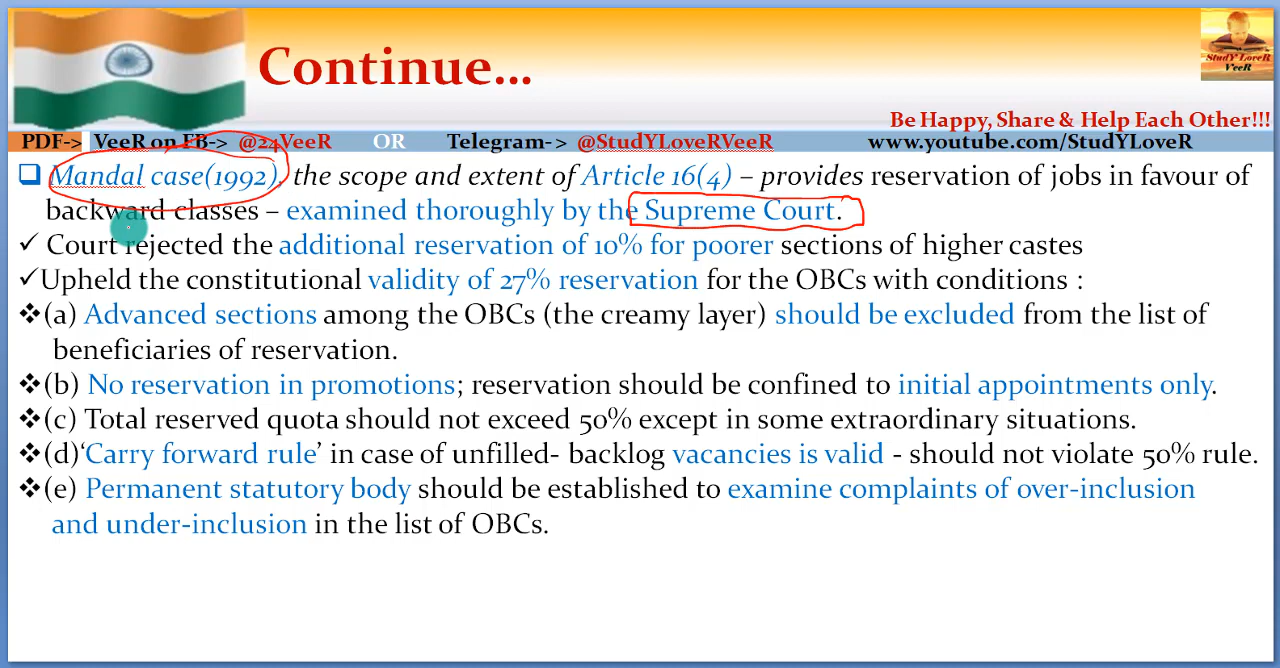 Continue...
StudY LoveR
VeeR
Be Happy, Share & Help Each Other!!!
PDF-> VeeR on FB-> @24VeeR OR Telegram-> @StudYLoveRVeeR www.youtube.com/StudYLoveR
Mandal case(1992), the scope and extent of Article 16(4) – provides reservation of jobs in favour of
backward classes – examined thoroughly by the Supreme Court.
✓ Court rejected the additional reservation of 10% for poorer sections of higher castes
✓Upheld the constitutional validity of 27% reservation for the OBCs with conditions :
❖(a) Advanced sections among the OBCs (the creamy layer) should be excluded from the list of
beneficiaries of reservation.
❖(b) No reservation in promotions; reservation should be confined to initial appointments only.
❖(c) Total reserved quota should not exceed 50% except in some extraordinary situations.
❖(d)‘Carry forward rule’ in case of unfilled- backlog vacancies is valid - should not violate 50% rule.
❖(e) Permanent statutory body should be established to examine complaints of over-inclusion
and under-inclusion in the list of OBCs.